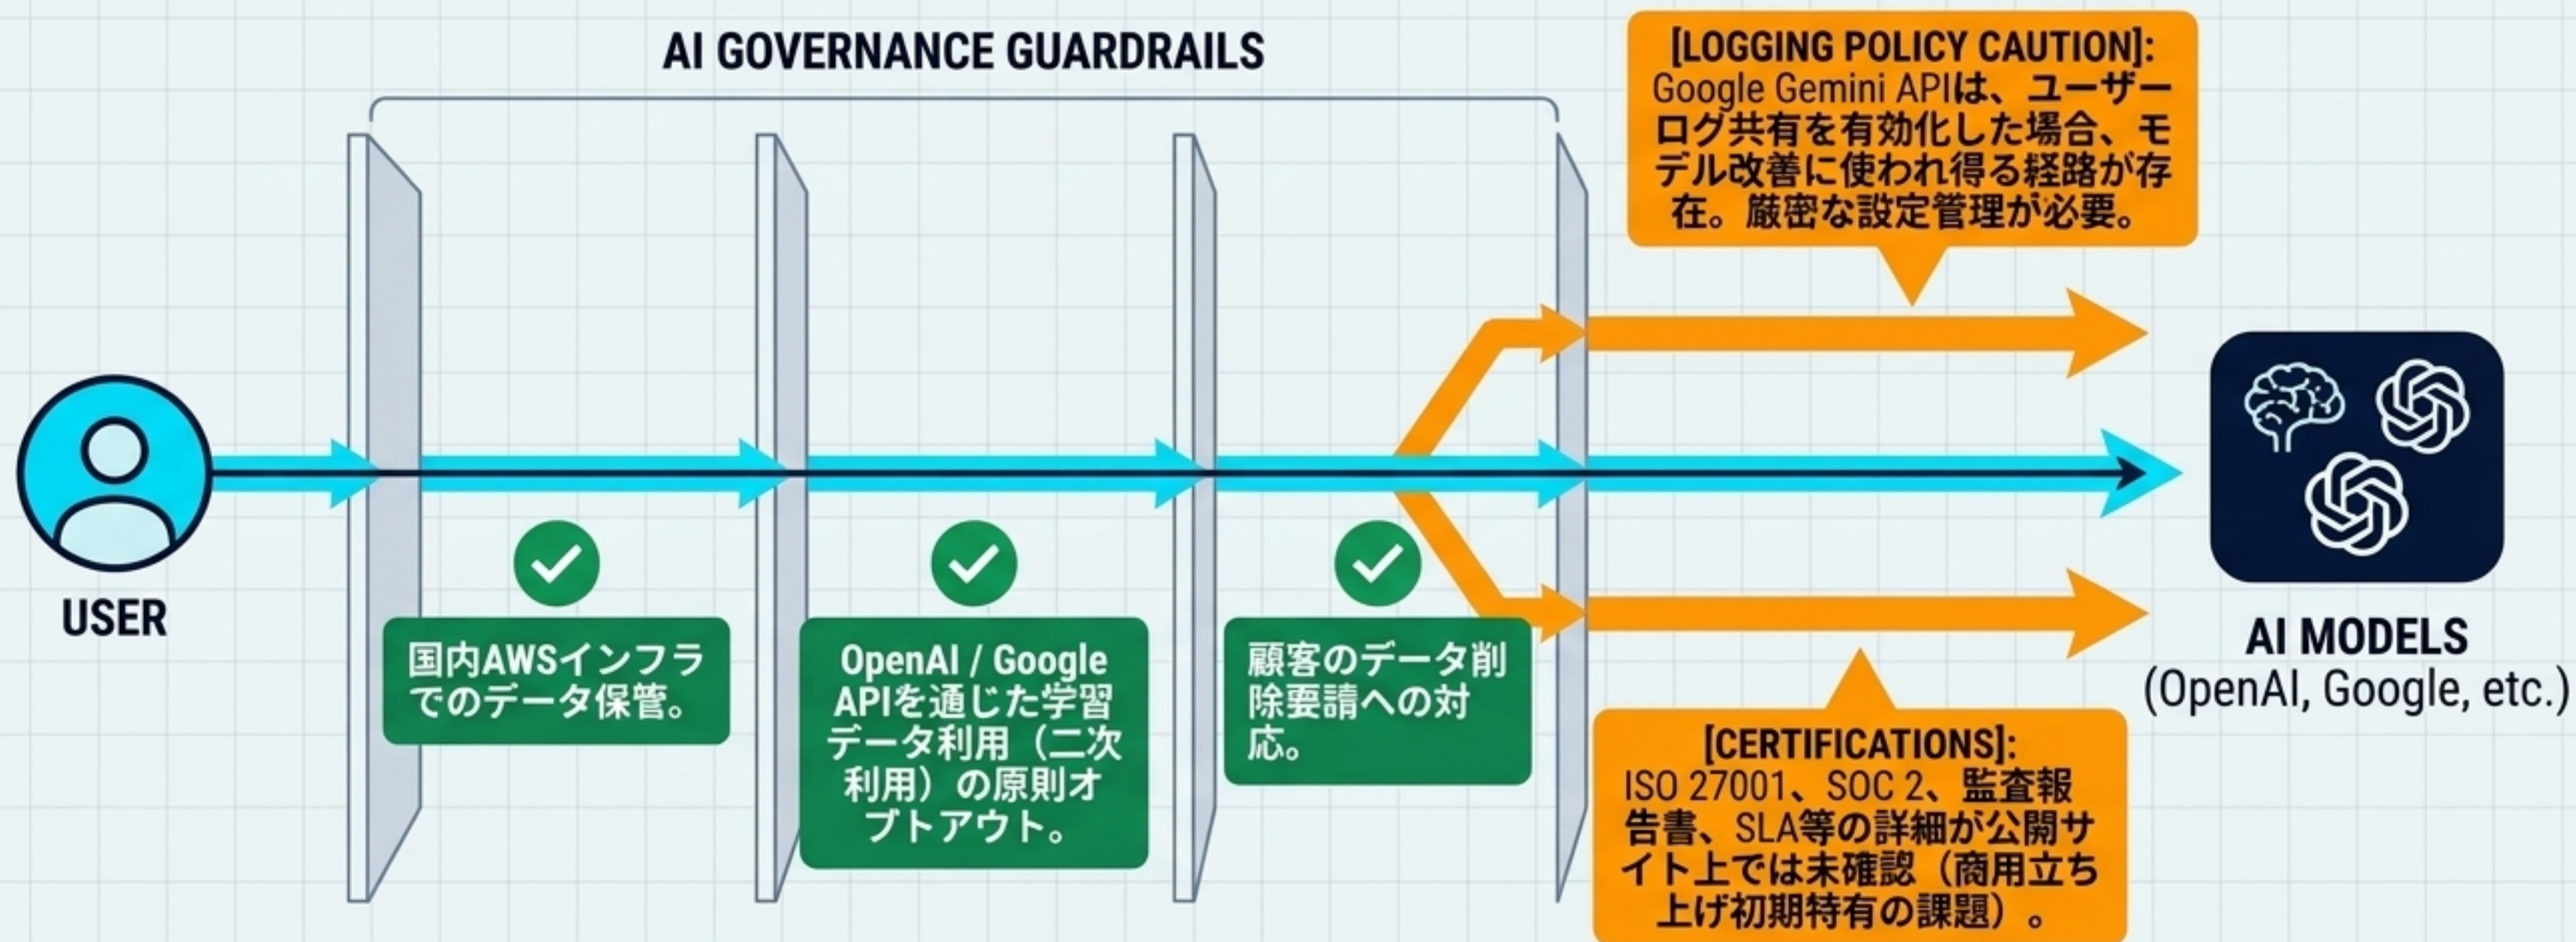 AI GOVERNANCE GUARDRAILS
[LOGGING POLICY CAUTION]:
Google Gemini APIは、ユーザー
ログ共有を有効化した場合、モ
デル改善に使われ得る経路が存
在。厳密な設定管理が必要。
USER
国内AWSインフラ
でのデータ保管。
OpenAI / Google
APIを通じた学習
データ利用（二次
利用）の原則オ
プトアウト。
顧客のデータ削
除要請への対
応。
AI MODELS
(OpenAI, Google, etc.)
[CERTIFICATIONS]:
ISO 27001、SOC 2、監査報
告書、SLA等の詳細が公開サ
イト上では未確認（商用立ち
上げ初期特有の課題）。